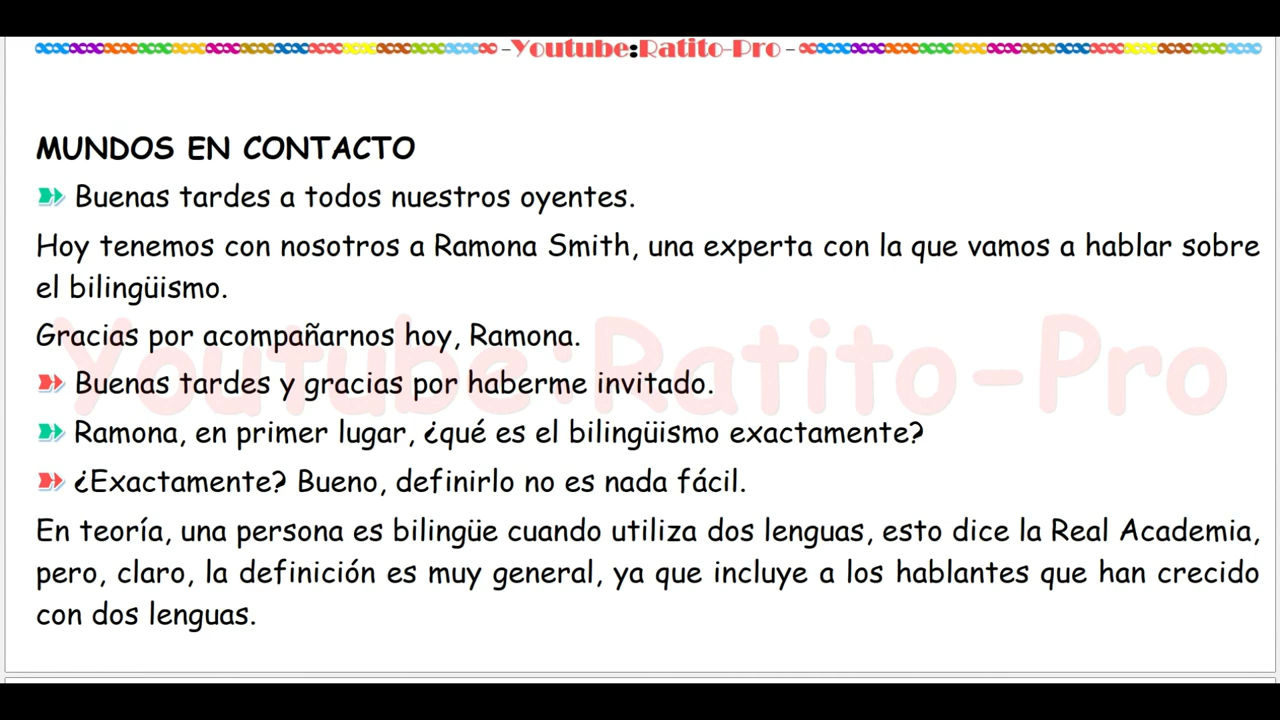 -Youtube:Ratito-Pro -
MUNDOS EN CONTACTO
Buenas tardes a todos nuestros oyentes.
Hoy tenemos con nosotros a Ramona Smith, una experta con la que vamos a hablar sobre
el bilingüismo.
Gracias por acompañarnos hoy, Ramona.
Youtube:Ratito-Pro
Buenas tardes y gracias por haberme invitado.
Ramona, en primer lugar, ¿qué es el bilingüismo exactamente?
¿Exactamente? Bueno, definirlo no es nada fácil.
En teoría, una persona es bilingüe cuando utiliza dos lenguas, esto dice la Real Academia,
pero, claro, la definición es muy general, ya que incluye a los hablantes que han crecido
con dos lenguas.